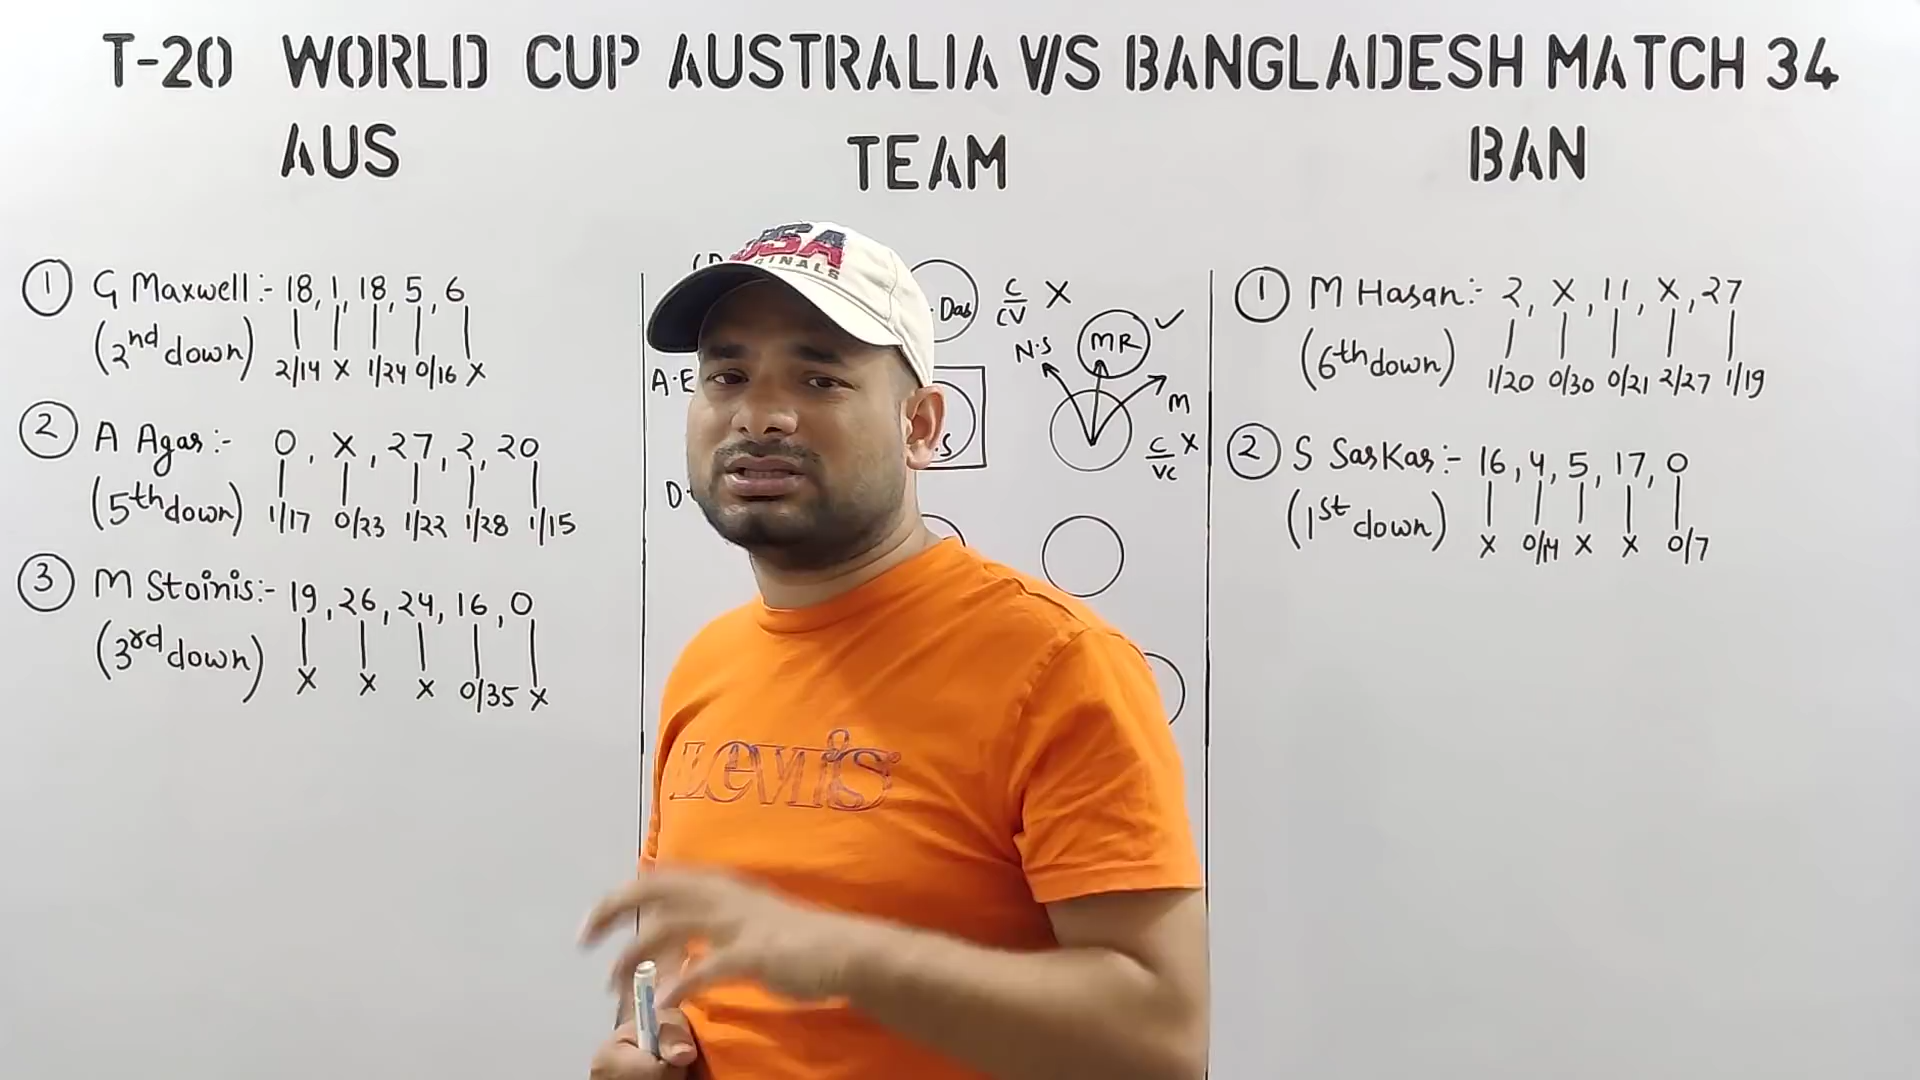 T-20 WORLD CUP AUSTRALIA V/S BANGLADESH MATCH 34
AUS
TEAM
BAN
① G Maxwell:- 18, 1, 18, 5, 6
(2nd down) 2/14 X 1/24 0/16 X
② A Agar:- 0, X, 27, 2, 20
(5th down) 1/17 0/23 1/22 1/28 1/15
③ M Stoinis:- 19, 26, 24, 16, 0
(3rd down) X X X 0/35 X
USA
Das
C/CV X
N.S
MR ✓
A.E
.S
M
C/VC X
Levi's
① M Hasan:- 2, X, 11, X, 27
(6th down) 1/20 0/30 0/21 2/27 1/19
② S Sarkar:- 16, 4, 5, 17, 0
(1st down) X 0/14 X X 0/7